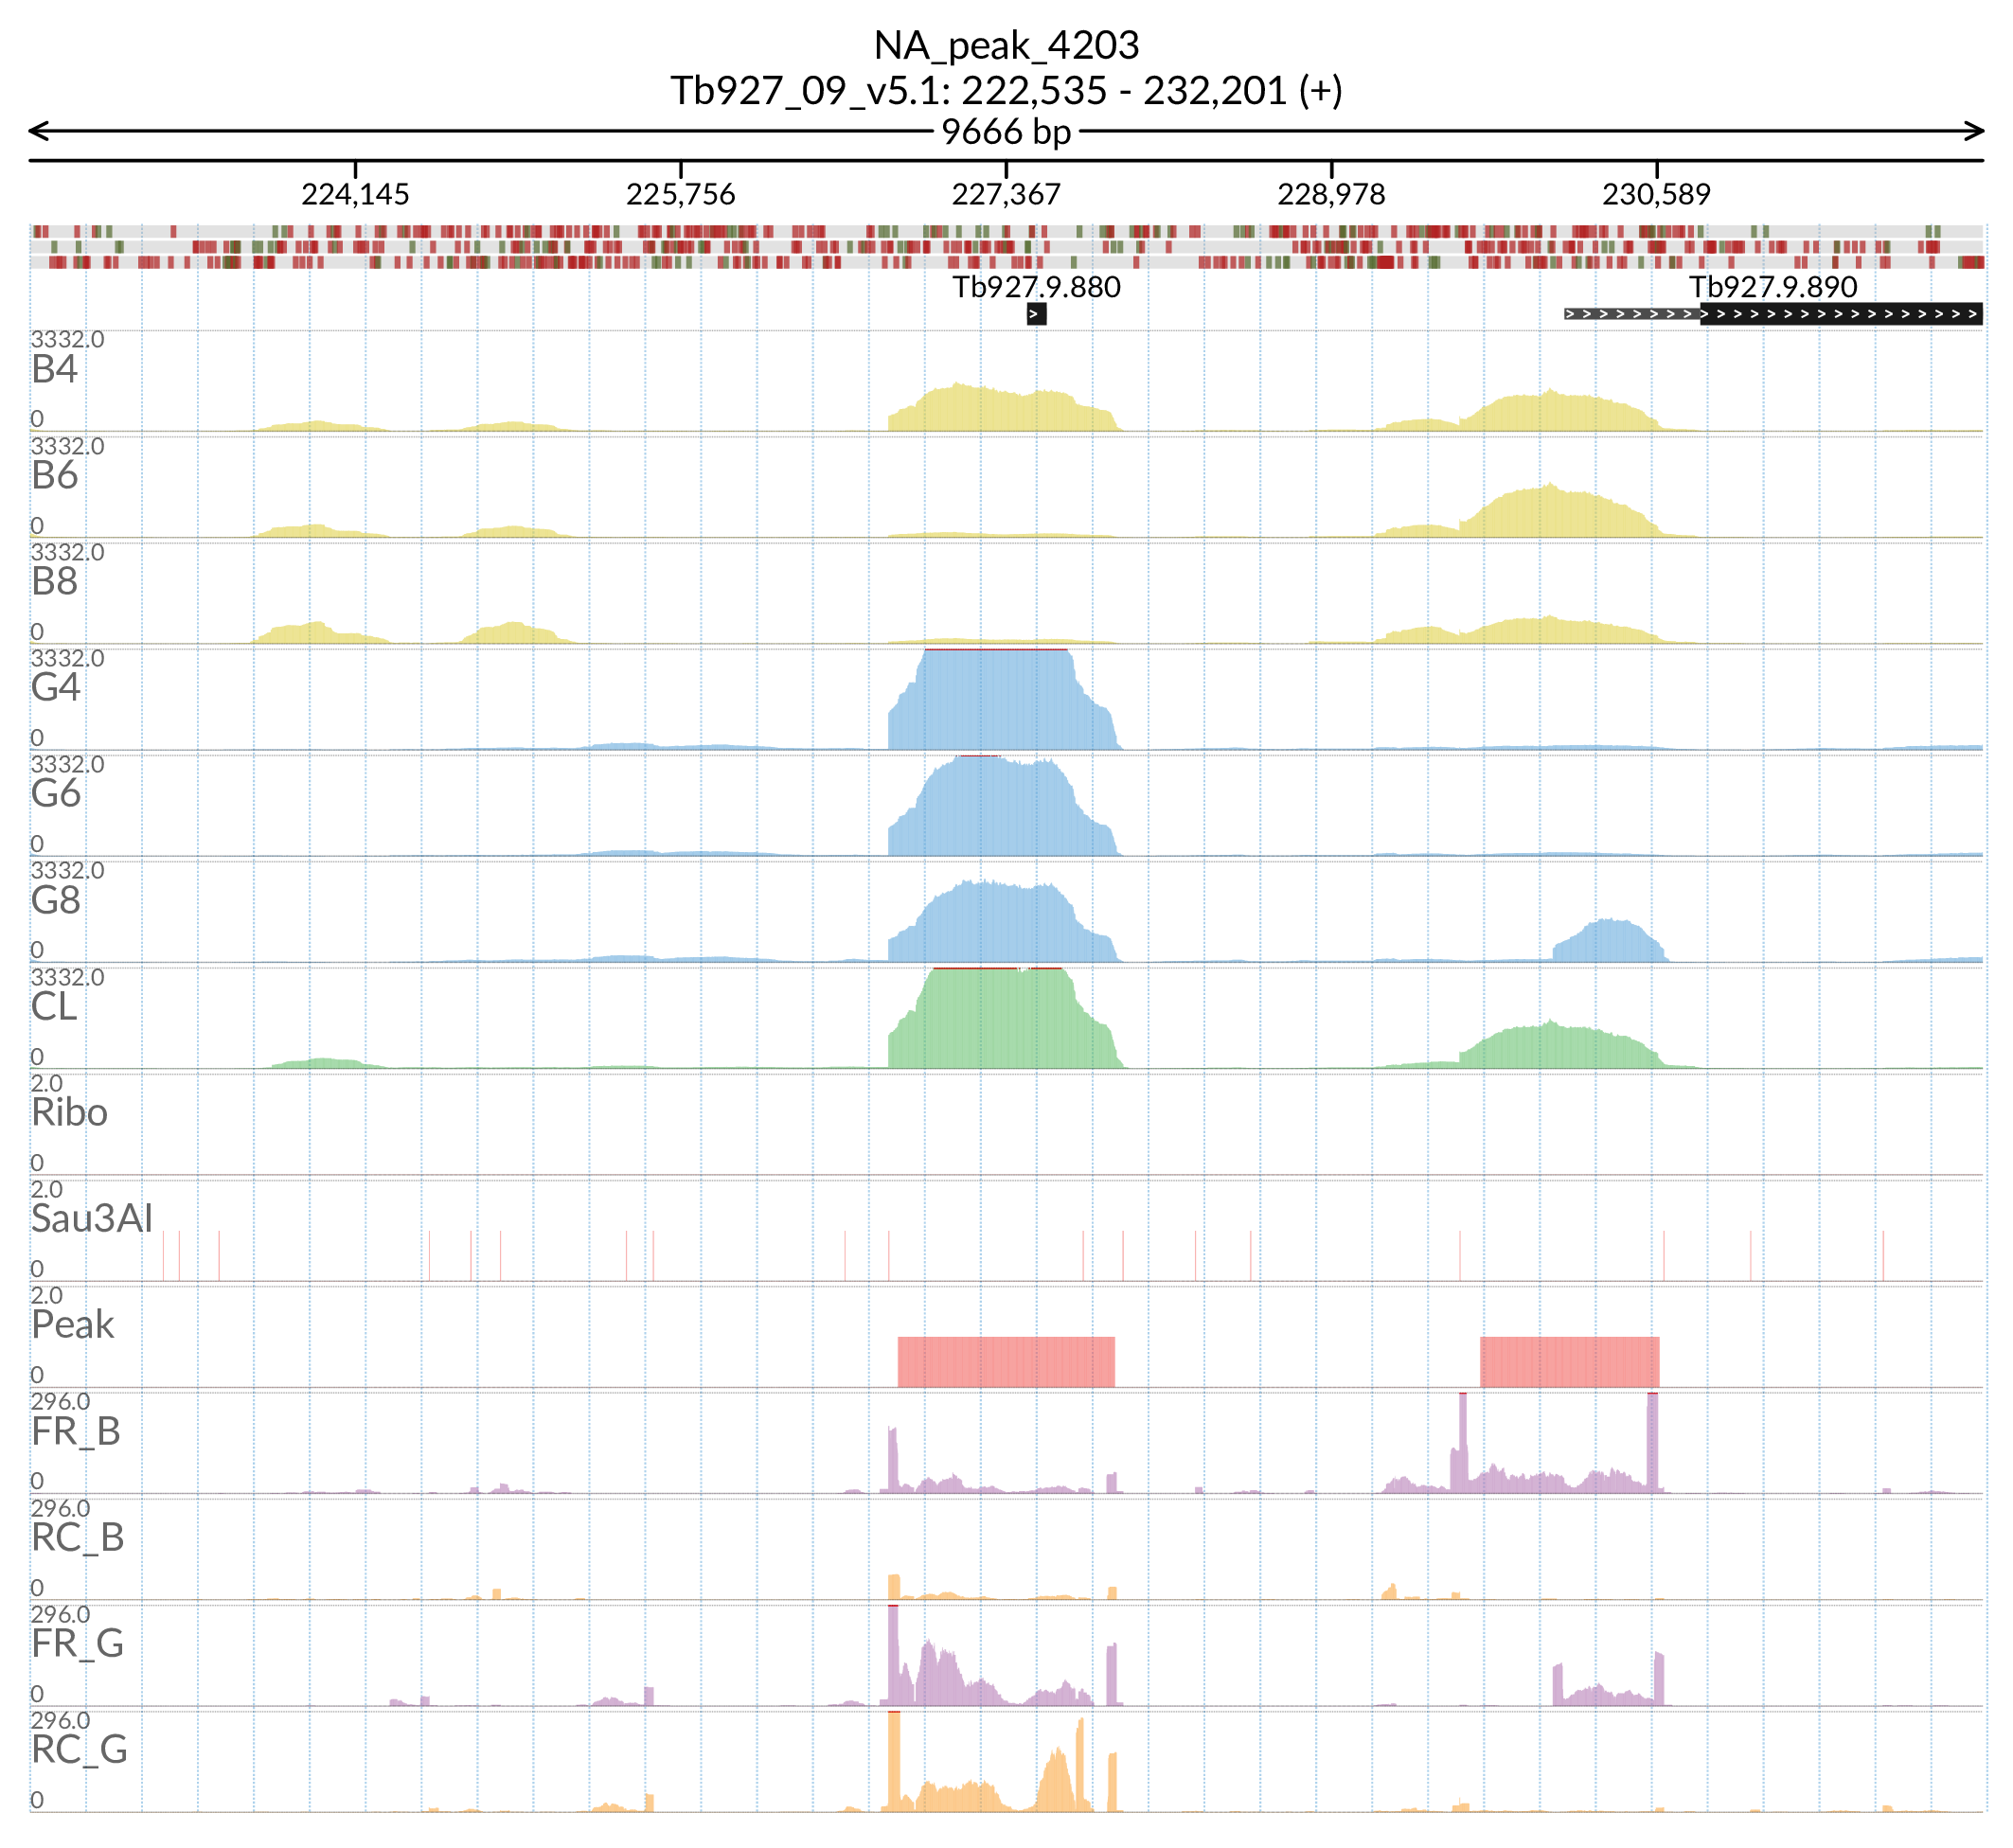 NA_peak_4203
Tb927_09_v5.1: 222,535 - 232,201 (+)
9666 bp
224,145 225,756 227,367 228,978 230,589
Tb927.9.880 Tb927.9.890
3332.0
B4
0
3332.0
B6
0
3332.0
B8
0
3332.0
G4
0
3332.0
G6
0
3332.0
G8
0
3332.0
CL
0
2.0
Ribo
0
2.0
Sau3AI
0
2.0
Peak
0
296.0
FR_B
0
296.0
RC_B
0
296.0
FR_G
0
296.0
RC_G
0